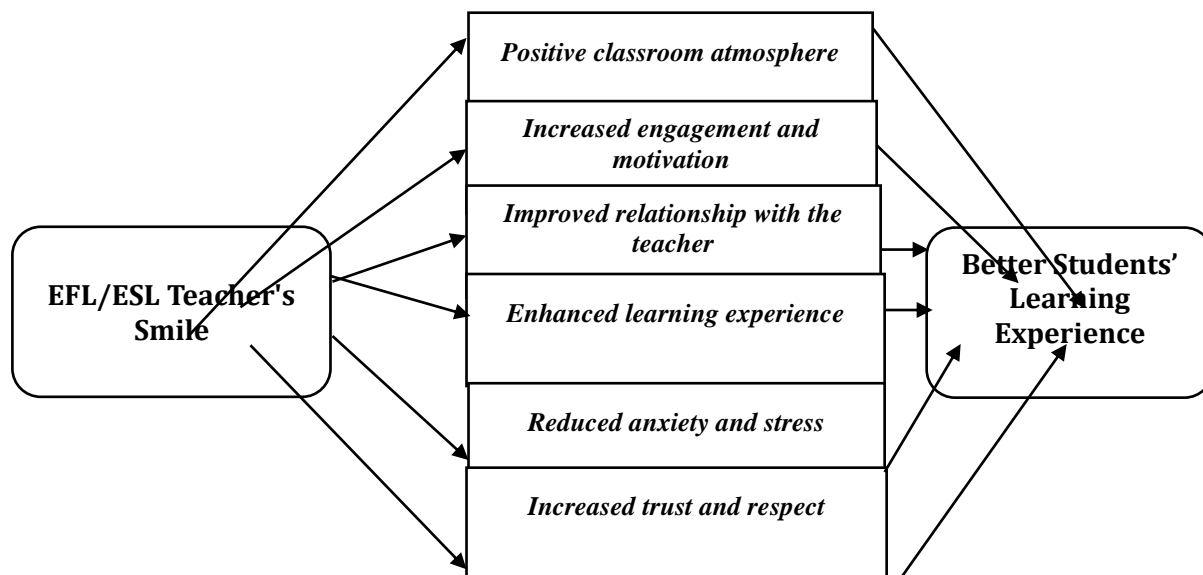 Positive classroom atmosphere
Increased engagement and
motivation
Improved relationship with the
teacher
EFL/ESL Teacher's
Smile
Enhanced learning experience
Better Students’
Learning
Experience
Reduced anxiety and stress
Increased trust and respect